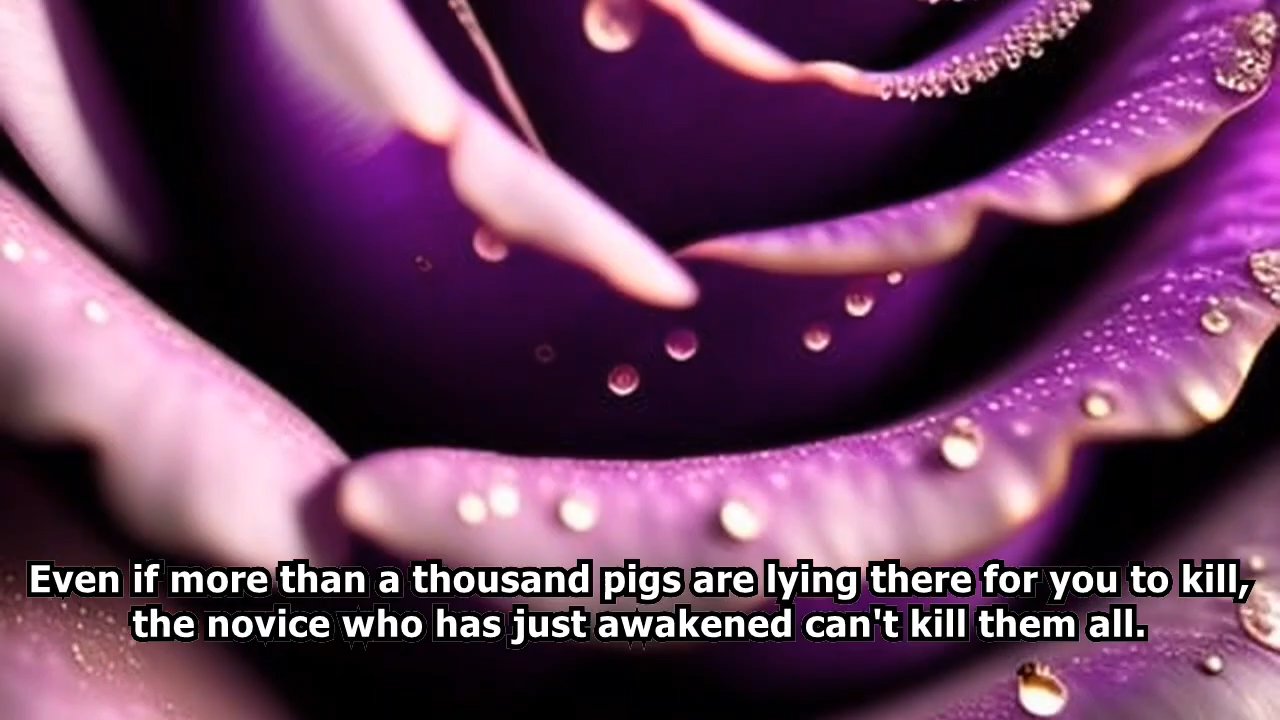 Even if more than a thousand pigs are lying there for you to kill,
the novice who has just awakened can't kill them all.